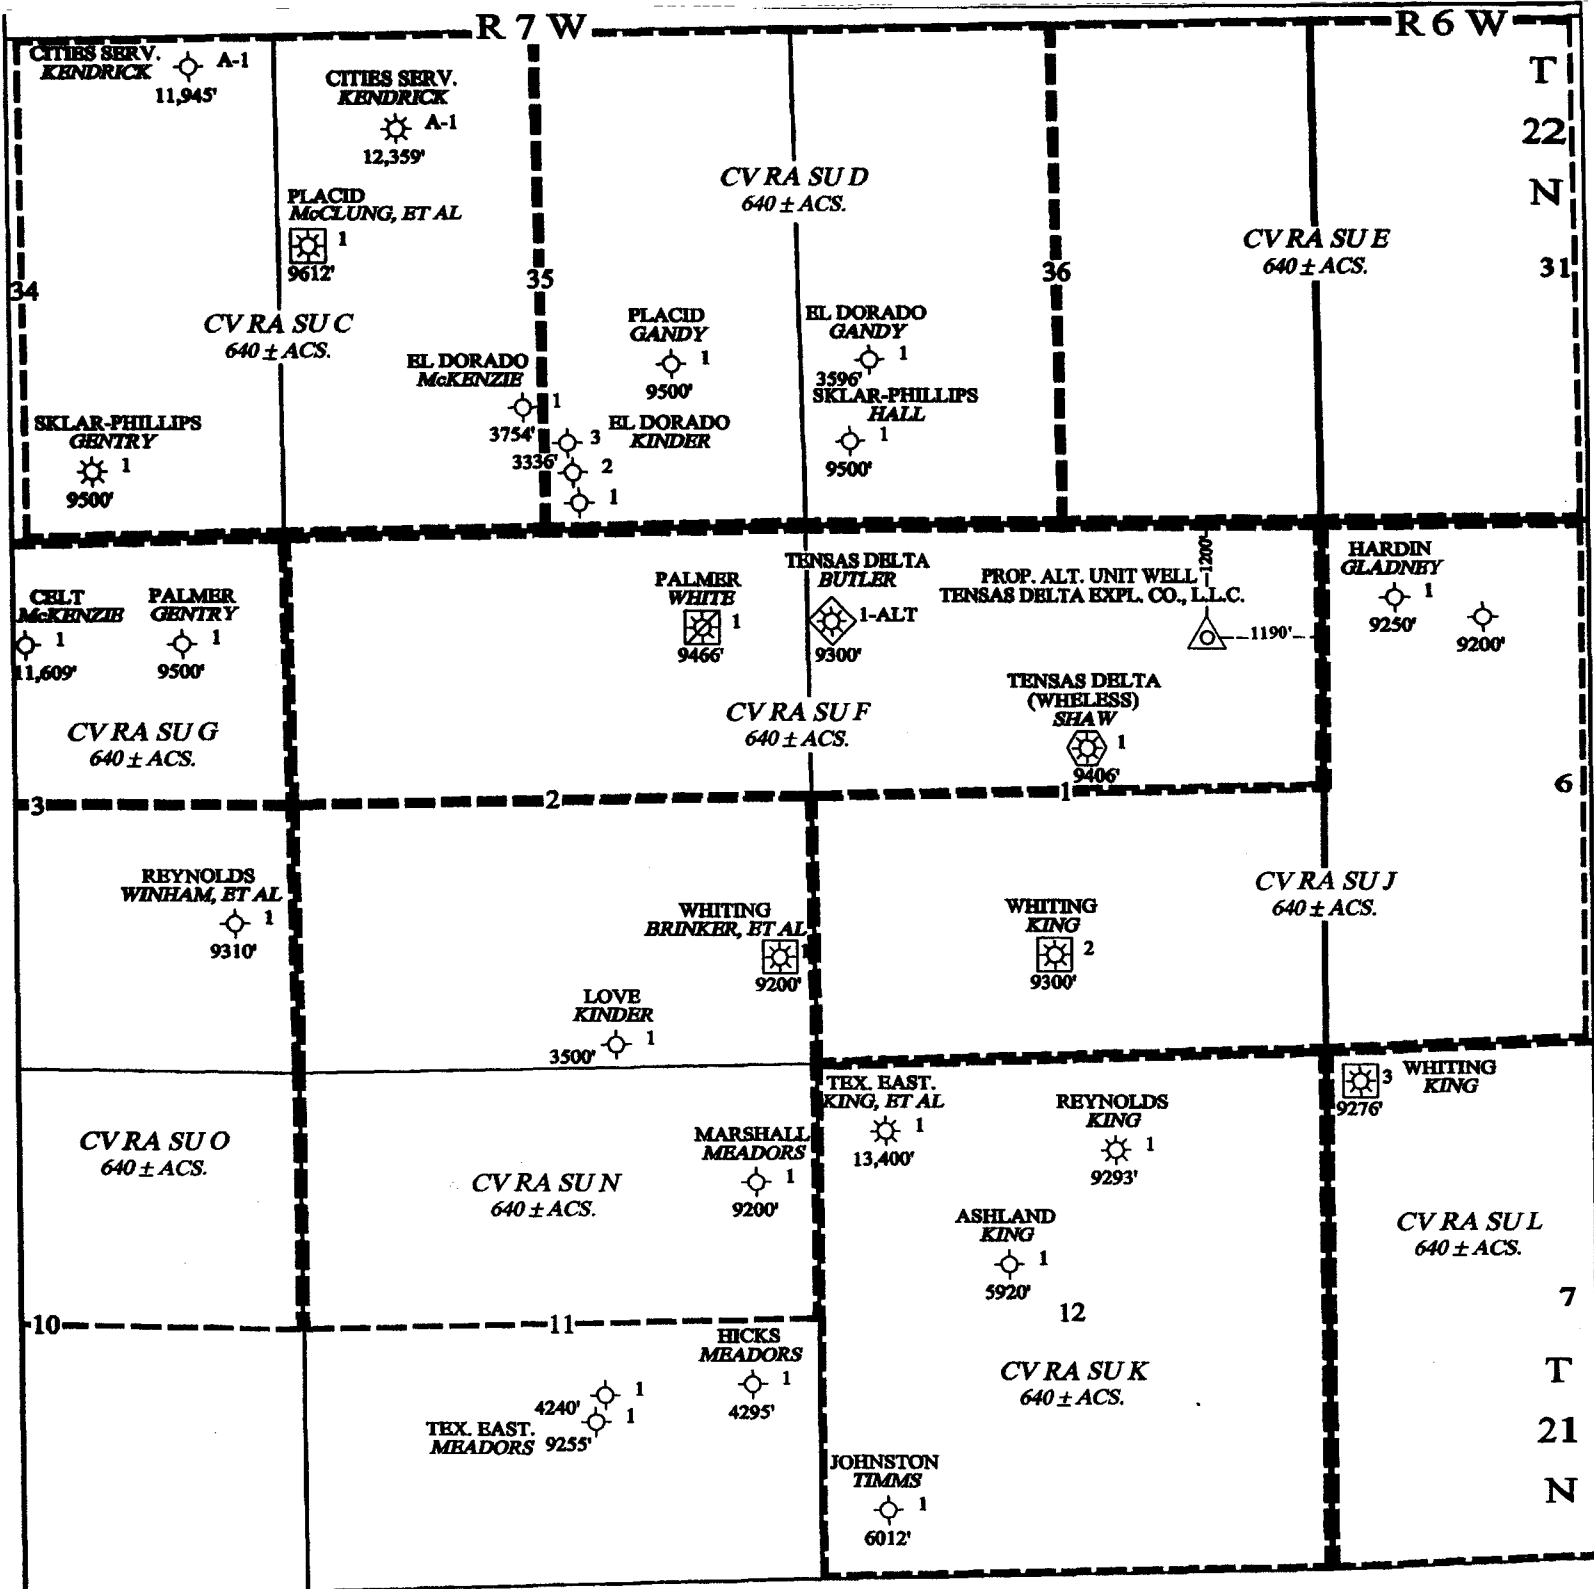 R 7 W
R 6 W
T
22
N
CITIES SERV.
KENDRICK
A-1
11,945'
CITIES SERV.
KENDRICK
A-1
12,359'
PLACID
McCLUNG, ET AL
1
9612'
CV RA SU D
640 ± ACS.
CV RA SU E
640 ± ACS.
34
35
36
31
CV RA SU C
640 ± ACS.
PLACID
GANDY
1
9500'
EL DORADO
GANDY
1
3596'
EL DORADO
McKENZIE
1
3754'
SKLAR-PHILLIPS
HALL
1
9500'
SKLAR-PHILLIPS
GENTRY
1
9500'
EL DORADO
KINDER
3
3336'
2
1
CELT
McKENZIE
1
11,609'
PALMER
GENTRY
1
9500'
PALMER
WHITE
1
9466'
TENSAS DELTA
BUTLER
1-ALT
9300'
PROP. ALT. UNIT WELL
TENSAS DELTA EXPL. CO., L.L.C.
1200'
1190'
HARDIN
GLADNEY
1
9250'
9200'
TENSAS DELTA
(WHELESS)
SHAW
1
9406'
CV RA SU G
640 ± ACS.
CV RA SU F
640 ± ACS.
3
2
1
6
REYNOLDS
WINHAM, ET AL
1
9310'
WHITING
BRINKER, ET AL
1
9200'
WHITING
KING
2
9300'
CV RA SU J
640 ± ACS.
LOVE
KINDER
1
3500'
TEX. EAST.
KING, ET AL
1
13,400'
REYNOLDS
KING
1
9293'
WHITING
KING
3
9276'
CV RA SU O
640 ± ACS.
CV RA SU N
640 ± ACS.
MARSHALL
MEADORS
1
9200'
ASHLAND
KING
1
5920'
CV RA SU L
640 ± ACS.
10
11
12
7
HICKS
MEADORS
1
4295'
CV RA SU K
640 ± ACS.
1
4240'
1
TEX. EAST.
MEADORS
9255'
JOHNSTON
TIMMS
1
6012'
T
21
N